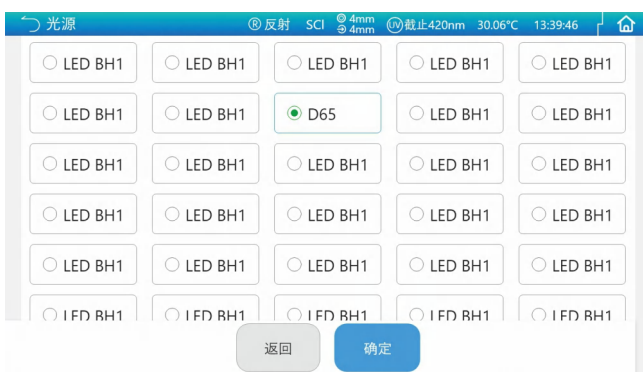 光源 Ⓡ反射 SCI ◎4mm UV截止420nm 30.06°C 13:39:46
4mm
LED BH1 LED BH1 LED BH1 LED BH1 LED BH1
LED BH1 LED BH1 D65 LED BH1 LED BH1
LED BH1 LED BH1 LED BH1 LED BH1 LED BH1
LED BH1 LED BH1 LED BH1 LED BH1 LED BH1
LED BH1 LED BH1 LED BH1 LED BH1 LED BH1
LED BH1 LED BH1 LED BH1 LED BH1 LED BH1
返回 确定